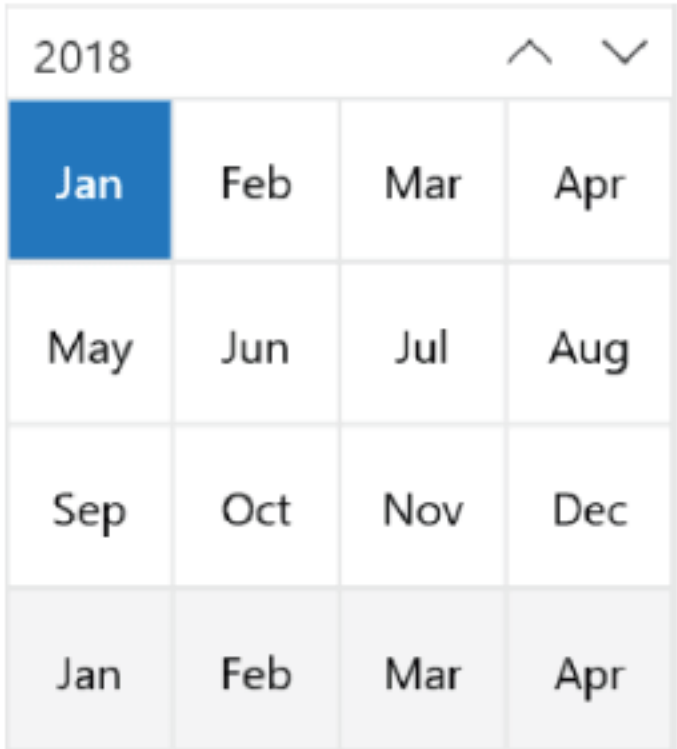 2018
Jan Feb Mar Apr
May Jun Jul Aug
Sep Oct Nov Dec
Jan Feb Mar Apr